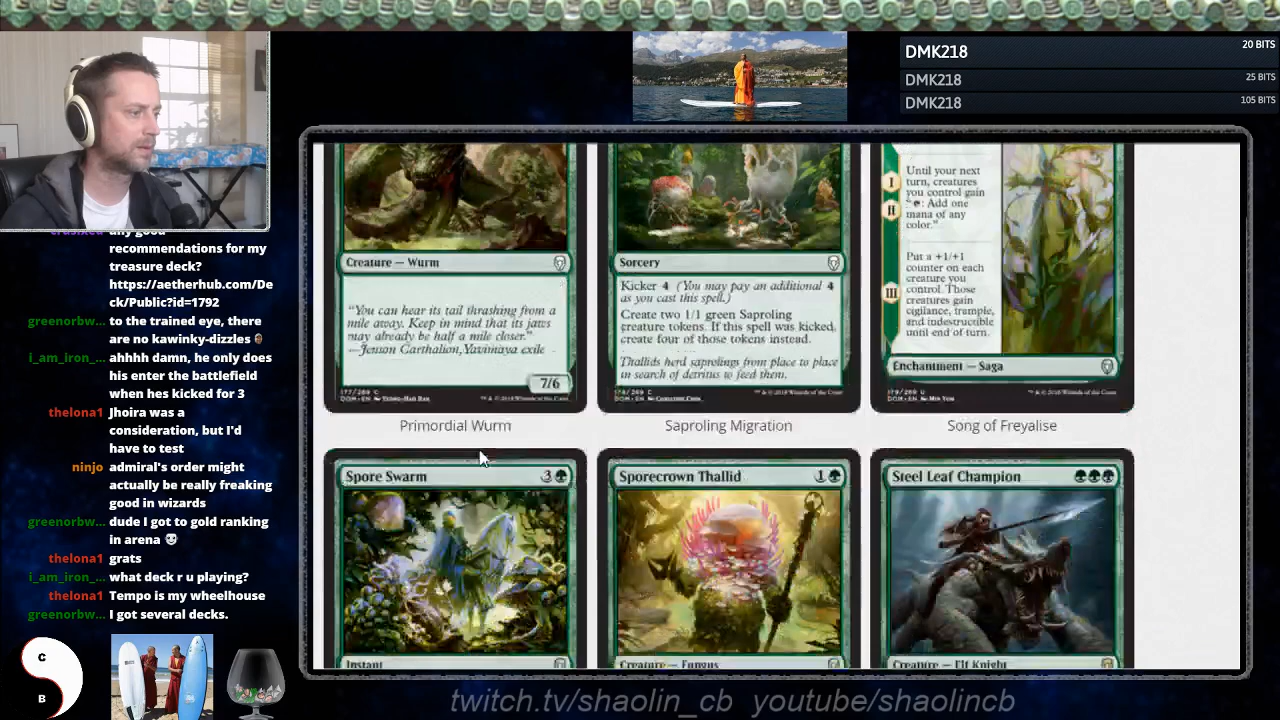 DMK218 20 BITS
DMK218 25 BITS
DMK218 105 BITS
any good
recommendations for my
treasure deck?
https://aetherhub.com/De
ck/Public?id=1792
greenorbw... to the trained eye, there
are no kawinky-dizzles
i_am_iron_... ahhhh damn, he only does
his enter the battlefield
when hes kicked for 3
thelona1 Jhoira was a
consideration, but I'd
have to test
ninjo admiral's order might
actually be really freaking
good in wizards
greenorbw... dude I got to gold ranking
in arena
thelona1 grats
i_am_iron_... what deck r u playing?
thelona1 Tempo is my wheelhouse
greenorbw... I got several decks.
C
B
Creature — Wurm
"You can hear its tail thrashing from a
mile away. Keep in mind that its jaws
may already be half a mile closer."
—Jenson Carthalion, Yavimaya exile
7/6
177/269 C
Primordial Wurm
Sorcery
Kicker 4 (You may pay an additional 4
as you cast this spell.)
Create two 1/1 green Saproling
creature tokens. If this spell was kicked,
create four of those tokens instead.
Thallids herd saprolings from place to place
in search of detritus to feed them.
178/269 C
Saproling Migration
I
II
Until your next
turn, creatures
you control gain
": Add one
mana of any
color."
III
Put a +1/+1
counter on each
creature you
control. Those
creatures gain
vigilance, trample,
and indestructible
until end of turn.
Enchantment — Saga
179/269 U
Song of Freyalise
Spore Swarm 3
Instant
Sporecrown Thallid 1
Creature — Fungus
Steel Leaf Champion
Creature — Elf Knight
twitch.tv/shaolin_cb youtube/shaolincb